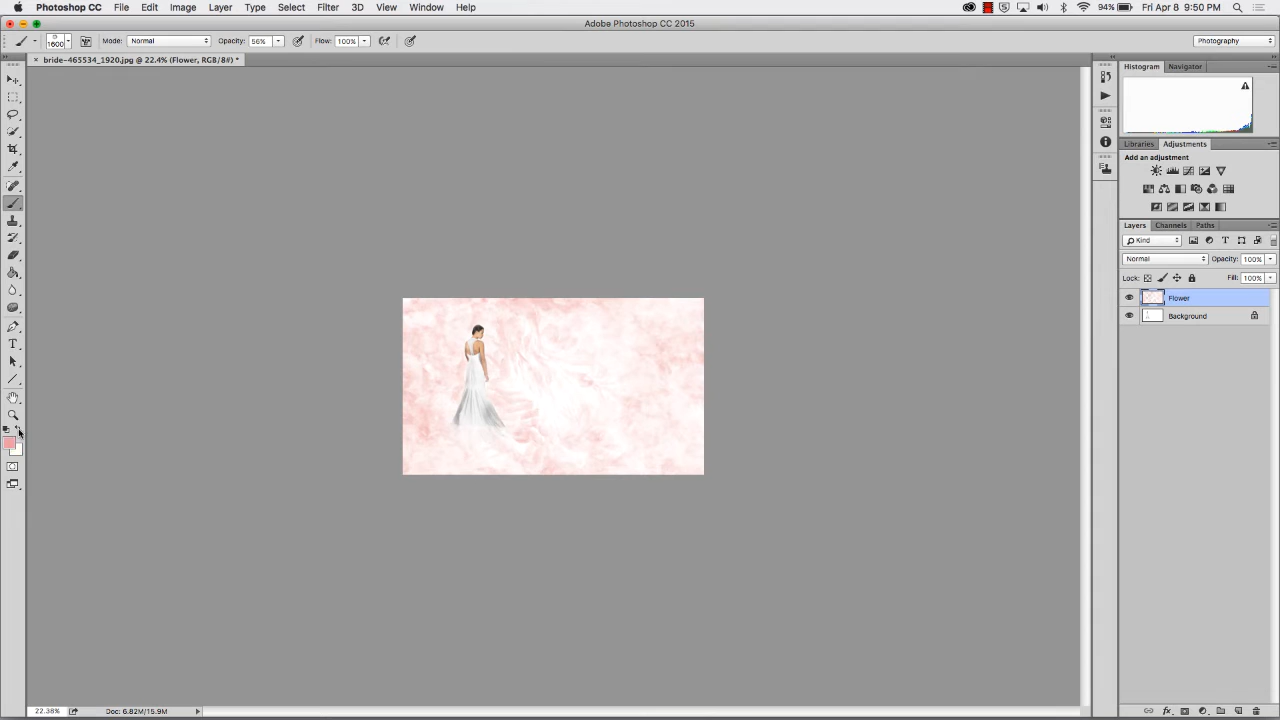 Photoshop CC File Edit Image Layer Type Select Filter 3D View Window Help 94% Fri Apr 8 9:50 PM
Adobe Photoshop CC 2015
1600 Mode: Normal Opacity: 56% Flow: 100% Photography
× bride-465534_1920.jpg @ 22.4% (Flower, RGB/8#) *
Histogram Navigator
Libraries Adjustments
Add an adjustment
Layers Channels Paths
Kind
Normal Opacity: 100%
Lock: Fill: 100%
Flower
Background
22.38% Doc: 6.82M/15.9M